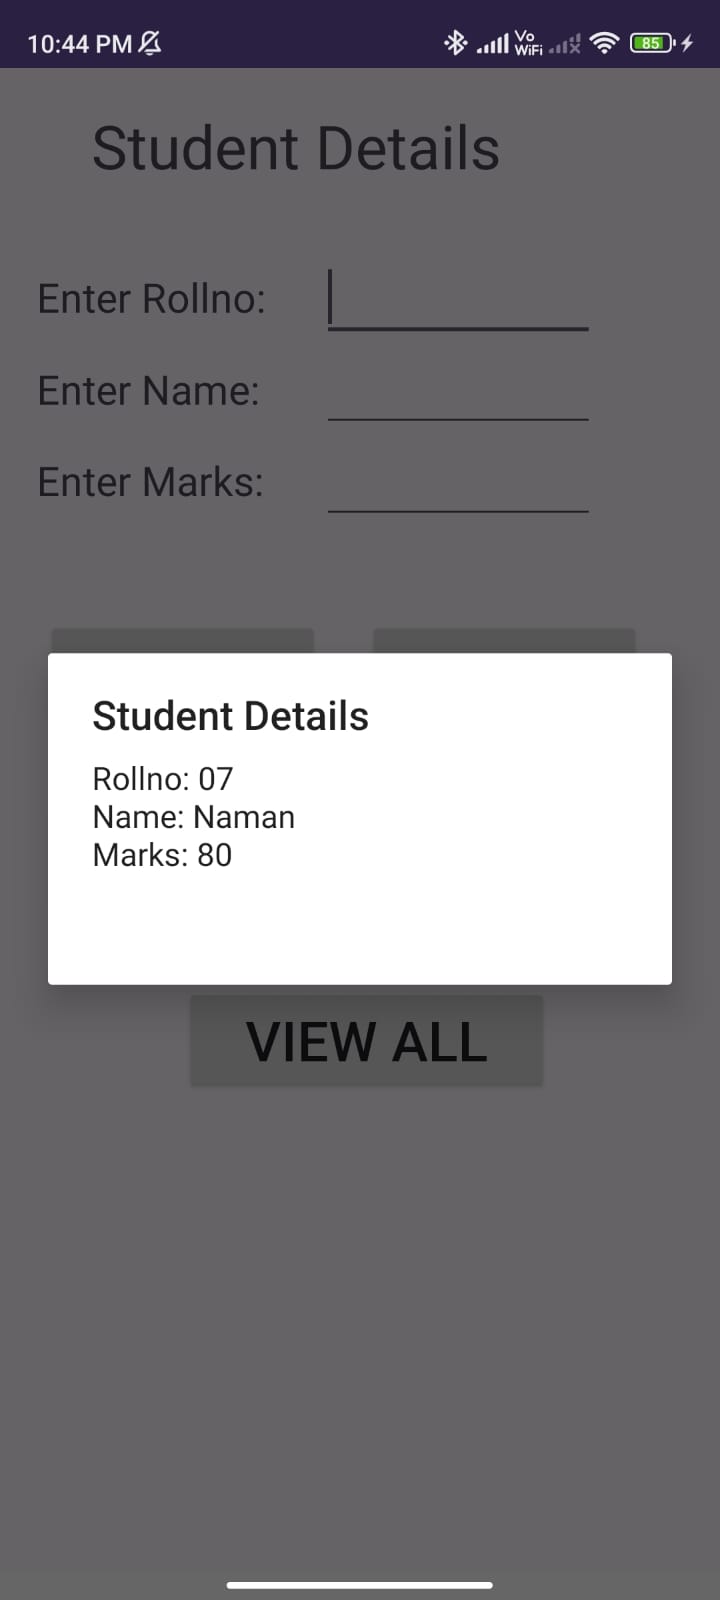 10:44 PM Vo WiFi 85
Student Details
Enter Rollno:
Enter Name:
Enter Marks:
Student Details
Rollno: 07
Name: Naman
Marks: 80
VIEW ALL